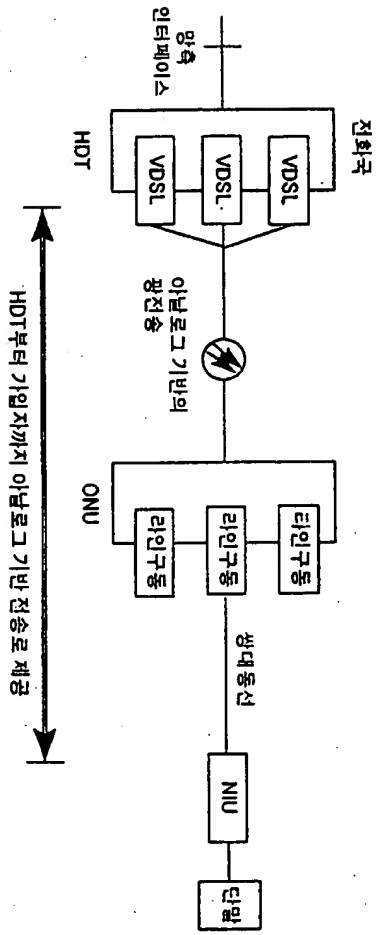 전화국
망측
인터페이스
VDSL
VDSL
VDSL
HDT
아날로그 기반의
광전송
라인구동
라인구동
라인구동
ONU
쌍대동선
NIU
단말
HDT부터 가입자까지 아날로그 기반 전송로 제공